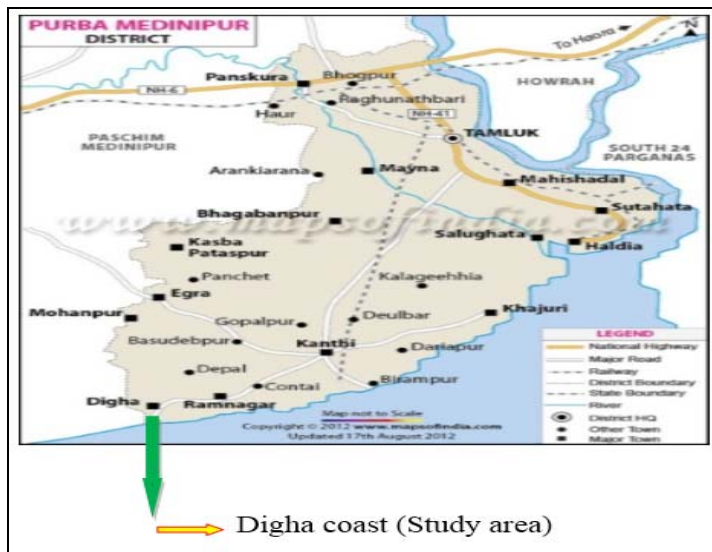 PURBA MEDINIPUR
DISTRICT
N
To Haora
Panskura
Bhogpur
HOWRAH
NH-6
Raghunathbari
Haur
NH-41
PASCHIM
MEDINIPUR
TAMLUK
SOUTH 24
PARGANAS
Arankiarana
Mayna
Mahishadal
Sutahata
www.mapsofindia.com
Bhagabanpur
Salughata
Haldia
Kasba
Pataspur
Panchet
Kalageehhia
Egra
Mohanpur
Gopalpur
Deulbar
Khajuri
Basudebpur
Kanthi
Dariapur
Depal
Contai
Birampur
Digha
Ramnagar
LEGEND
National Highway
Major Road
Railway
District Boundary
State Boundary
River
District HQ
Other Town
Major Town
Map not to Scale
Copyright © 2012 www.mapsofindia.com
Updated 17th August 2012
Digha coast (Study area)